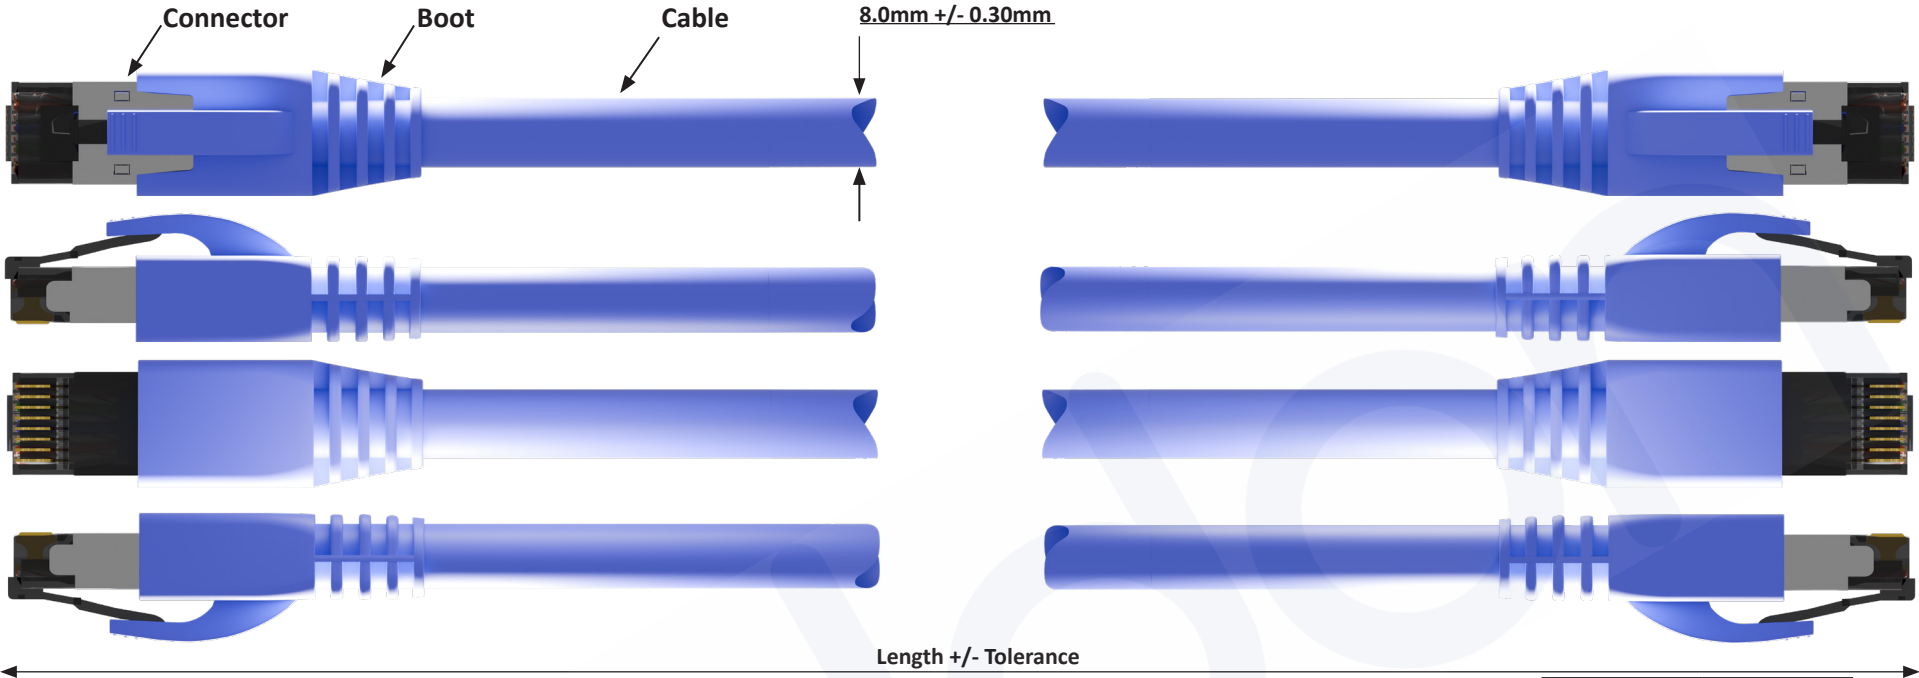 Connector
Boot
Cable
8.0mm +/- 0.30mm
Length +/- Tolerance